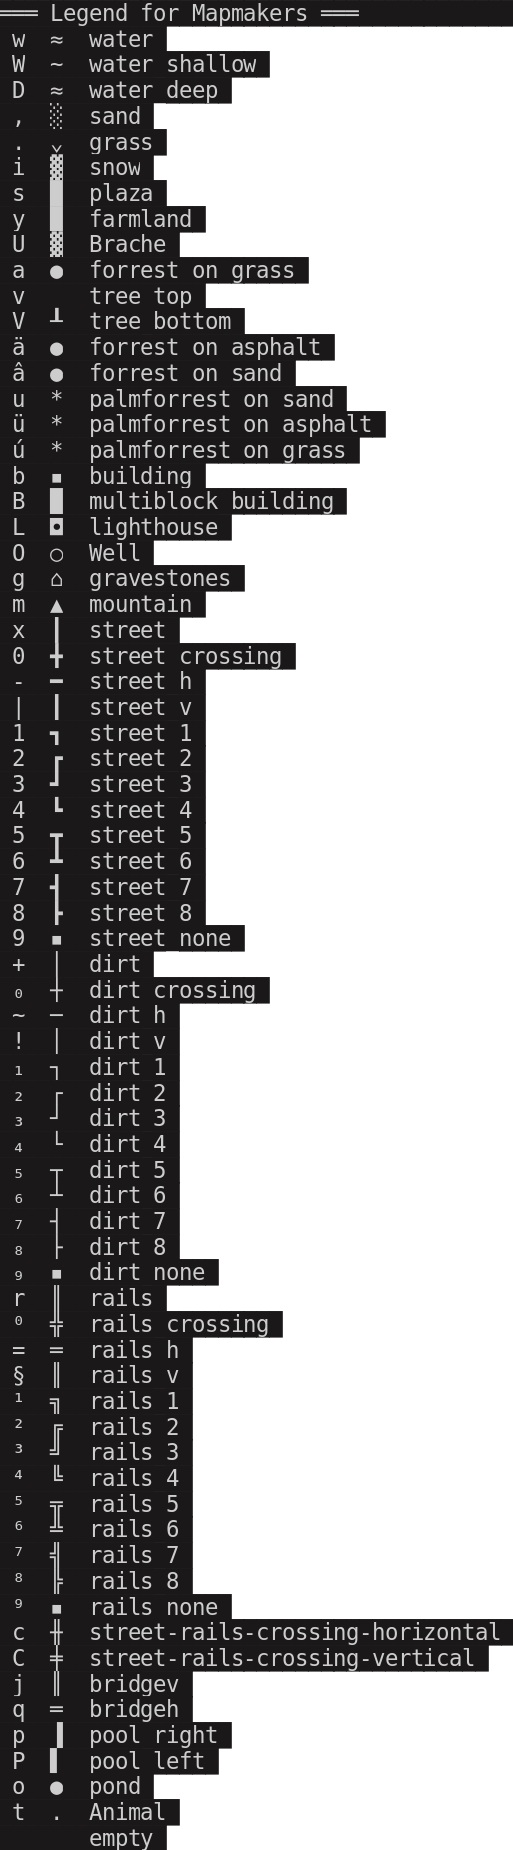 ═══ Legend for Mapmakers ═══
w ≈ water
W ~ water shallow
D ≈ water deep
, ░ sand
. ⌄ grass
i ▓ snow
s █ plaza
y █ farmland
U ▓ Brache
a ● forrest on grass
v tree top
V ┻ tree bottom
ä ● forrest on asphalt
â ● forrest on sand
u * palmforrest on sand
ü * palmforrest on asphalt
ú * palmforrest on grass
b ▪ building
B █ multiblock building
L ◘ lighthouse
O ○ Well
g ⌂ gravestones
m ▲ mountain
x ┃ street
0 ╋ street crossing
- ━ street h
| ┃ street v
1 ┓ street 1
2 ┏ street 2
3 ┛ street 3
4 ┗ street 4
5 ┳ street 5
6 ┻ street 6
7 ┫ street 7
8 ┣ street 8
9 ▪ street none
+ │ dirt
₀ ┼ dirt crossing
~ ─ dirt h
! │ dirt v
₁ ┐ dirt 1
₂ ┌ dirt 2
₃ ┘ dirt 3
₄ └ dirt 4
₅ ┬ dirt 5
₆ ┴ dirt 6
₇ ┤ dirt 7
₈ ├ dirt 8
₉ ▪ dirt none
r ║ rails
⁰ ╬ rails crossing
= ═ rails h
§ ║ rails v
¹ ╗ rails 1
² ╔ rails 2
³ ╝ rails 3
⁴ ╚ rails 4
⁵ ╦ rails 5
⁶ ╩ rails 6
⁷ ╣ rails 7
⁸ ╠ rails 8
⁹ ▪ rails none
c ╫ street-rails-crossing-horizontal
C ╪ street-rails-crossing-vertical
j ║ bridgev
q ═ bridgeh
p ▐ pool right
P ▌ pool left
o ● pond
t . Animal
empty